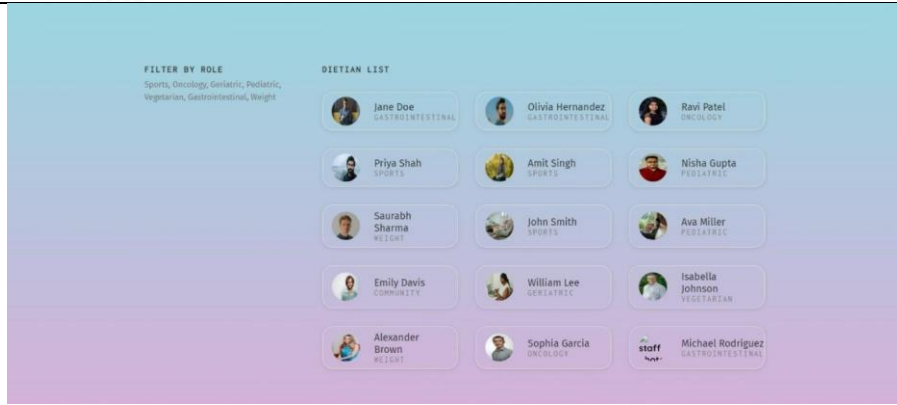 FILTER BY ROLE
Sports, Oncology, Geriatric, Pediatric,
Vegetarian, Gastrointestinal, Weight
DIETIAN LIST
Jane Doe
GASTROINTESTINAL
Olivia Hernandez
GASTROINTESTINAL
Ravi Patel
ONCOLOGY
Priya Shah
SPORTS
Amit Singh
SPORTS
Nisha Gupta
PEDIATRIC
Saurabh
Sharma
WEIGHT
John Smith
SPORTS
Ava Miller
PEDIATRIC
Emily Davis
COMMUNITY
William Lee
GERIATRIC
Isabella
Johnson
VEGETARIAN
Alexander
Brown
WEIGHT
Sophia Garcia
ONCOLOGY
staff
Michael Rodriguez
GASTROINTESTINAL